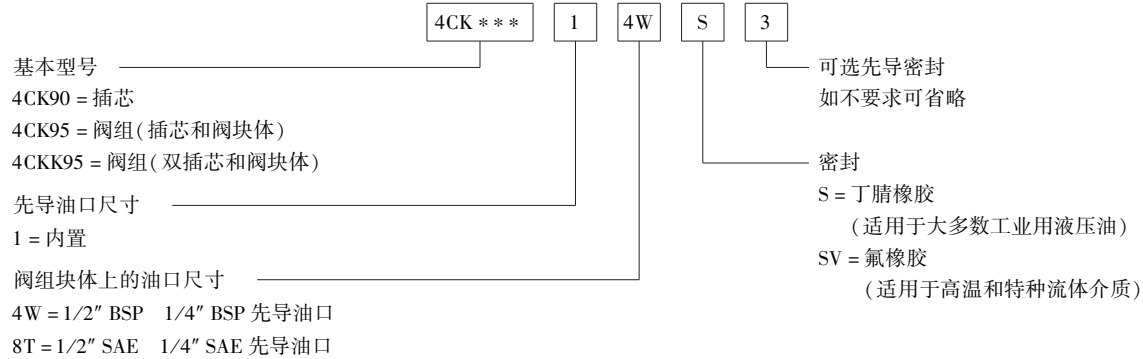 4CK*** 1 4W S 3
基本型号
4CK90 = 插芯
4CK95 = 阀组(插芯和阀块体)
4CKK95 = 阀组(双插芯和阀块体)
先导油口尺寸
1 = 内置
阀组块体上的油口尺寸
4W = 1/2″ BSP 1/4″ BSP 先导油口
8T = 1/2″ SAE 1/4″ SAE 先导油口
可选先导密封
如不要求可省略
密封
S = 丁腈橡胶
(适用于大多数工业用液压油)
SV = 氟橡胶
(适用于高温和特种流体介质)